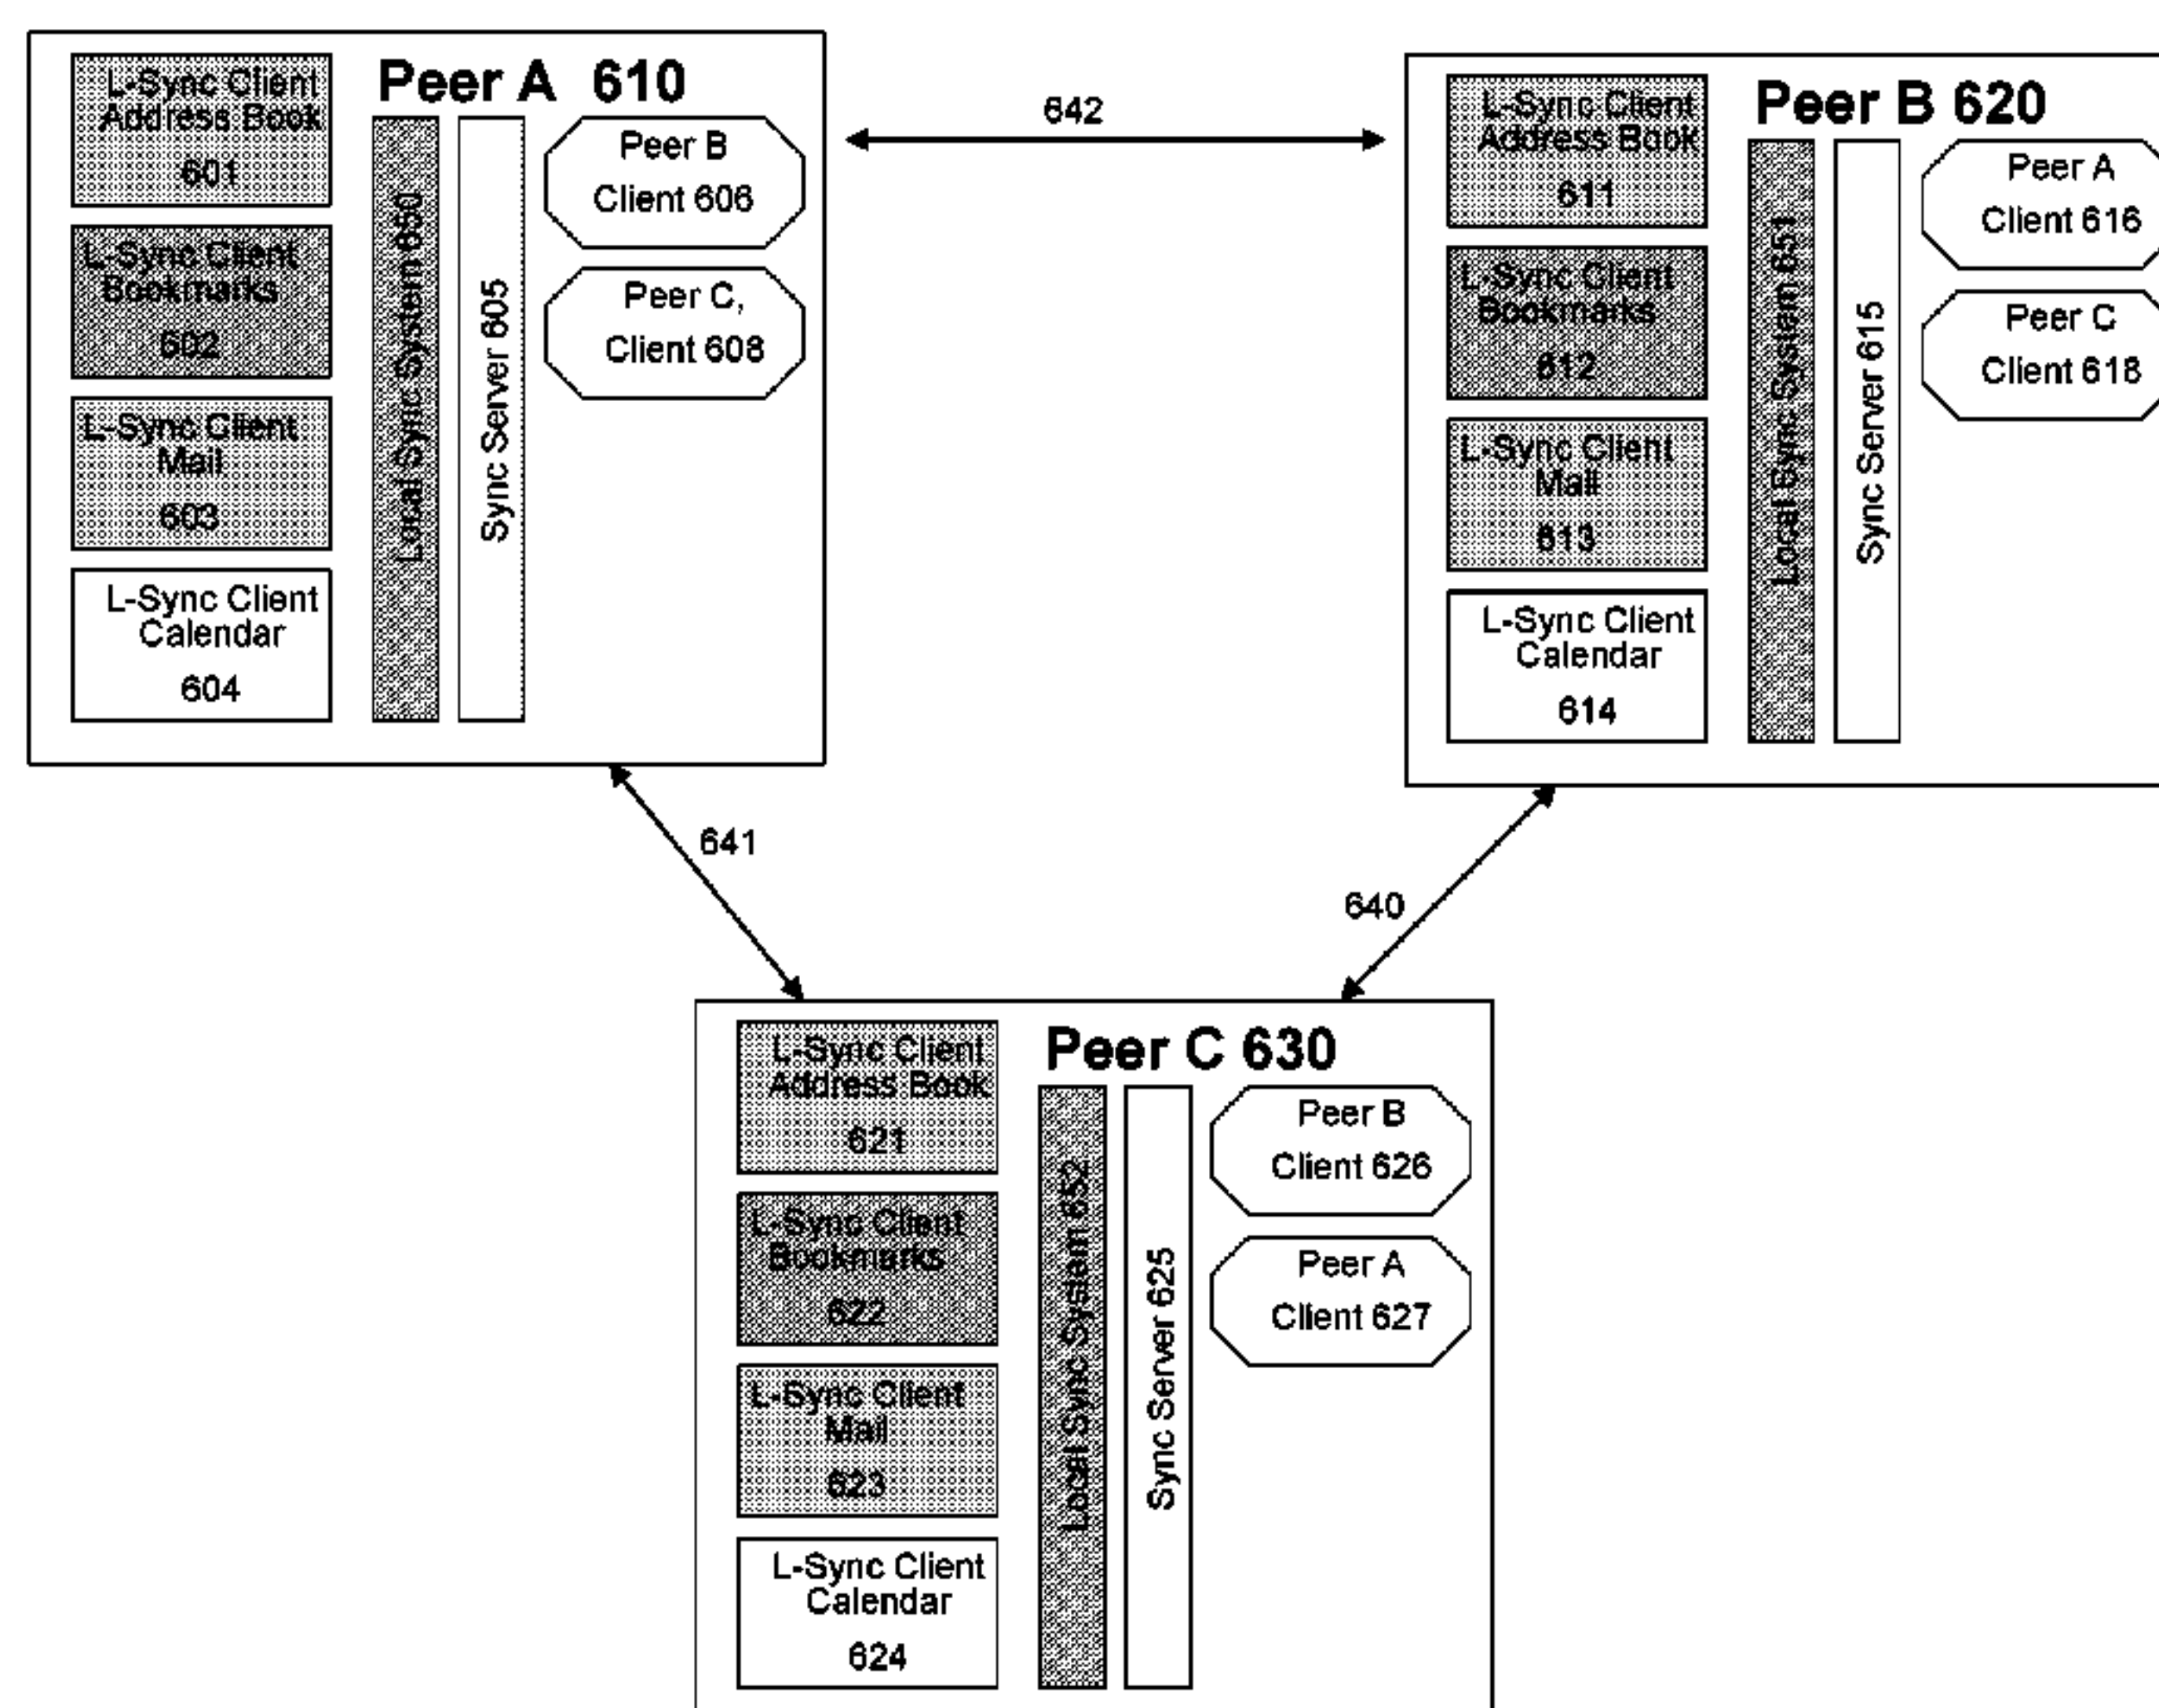 Peer A 610
L-Sync Client
Address Book
601
L-Sync Client
Bookmarks
602
L-Sync Client
Mail
603
L-Sync Client
Calendar
604
Local Sync System 650
Sync Server 605
Peer B
Client 606
Peer C,
Client 608
642
Peer B 620
L-Sync Client
Address Book
611
L-Sync Client
Bookmarks
612
L-Sync Client
Mail
613
L-Sync Client
Calendar
614
Local Sync System 651
Sync Server 615
Peer A
Client 616
Peer C
Client 618
641
640
Peer C 630
L-Sync Client
Address Book
621
L-Sync Client
Bookmarks
622
L-Sync Client
Mail
623
L-Sync Client
Calendar
624
Local Sync System 652
Sync Server 625
Peer B
Client 626
Peer A
Client 627